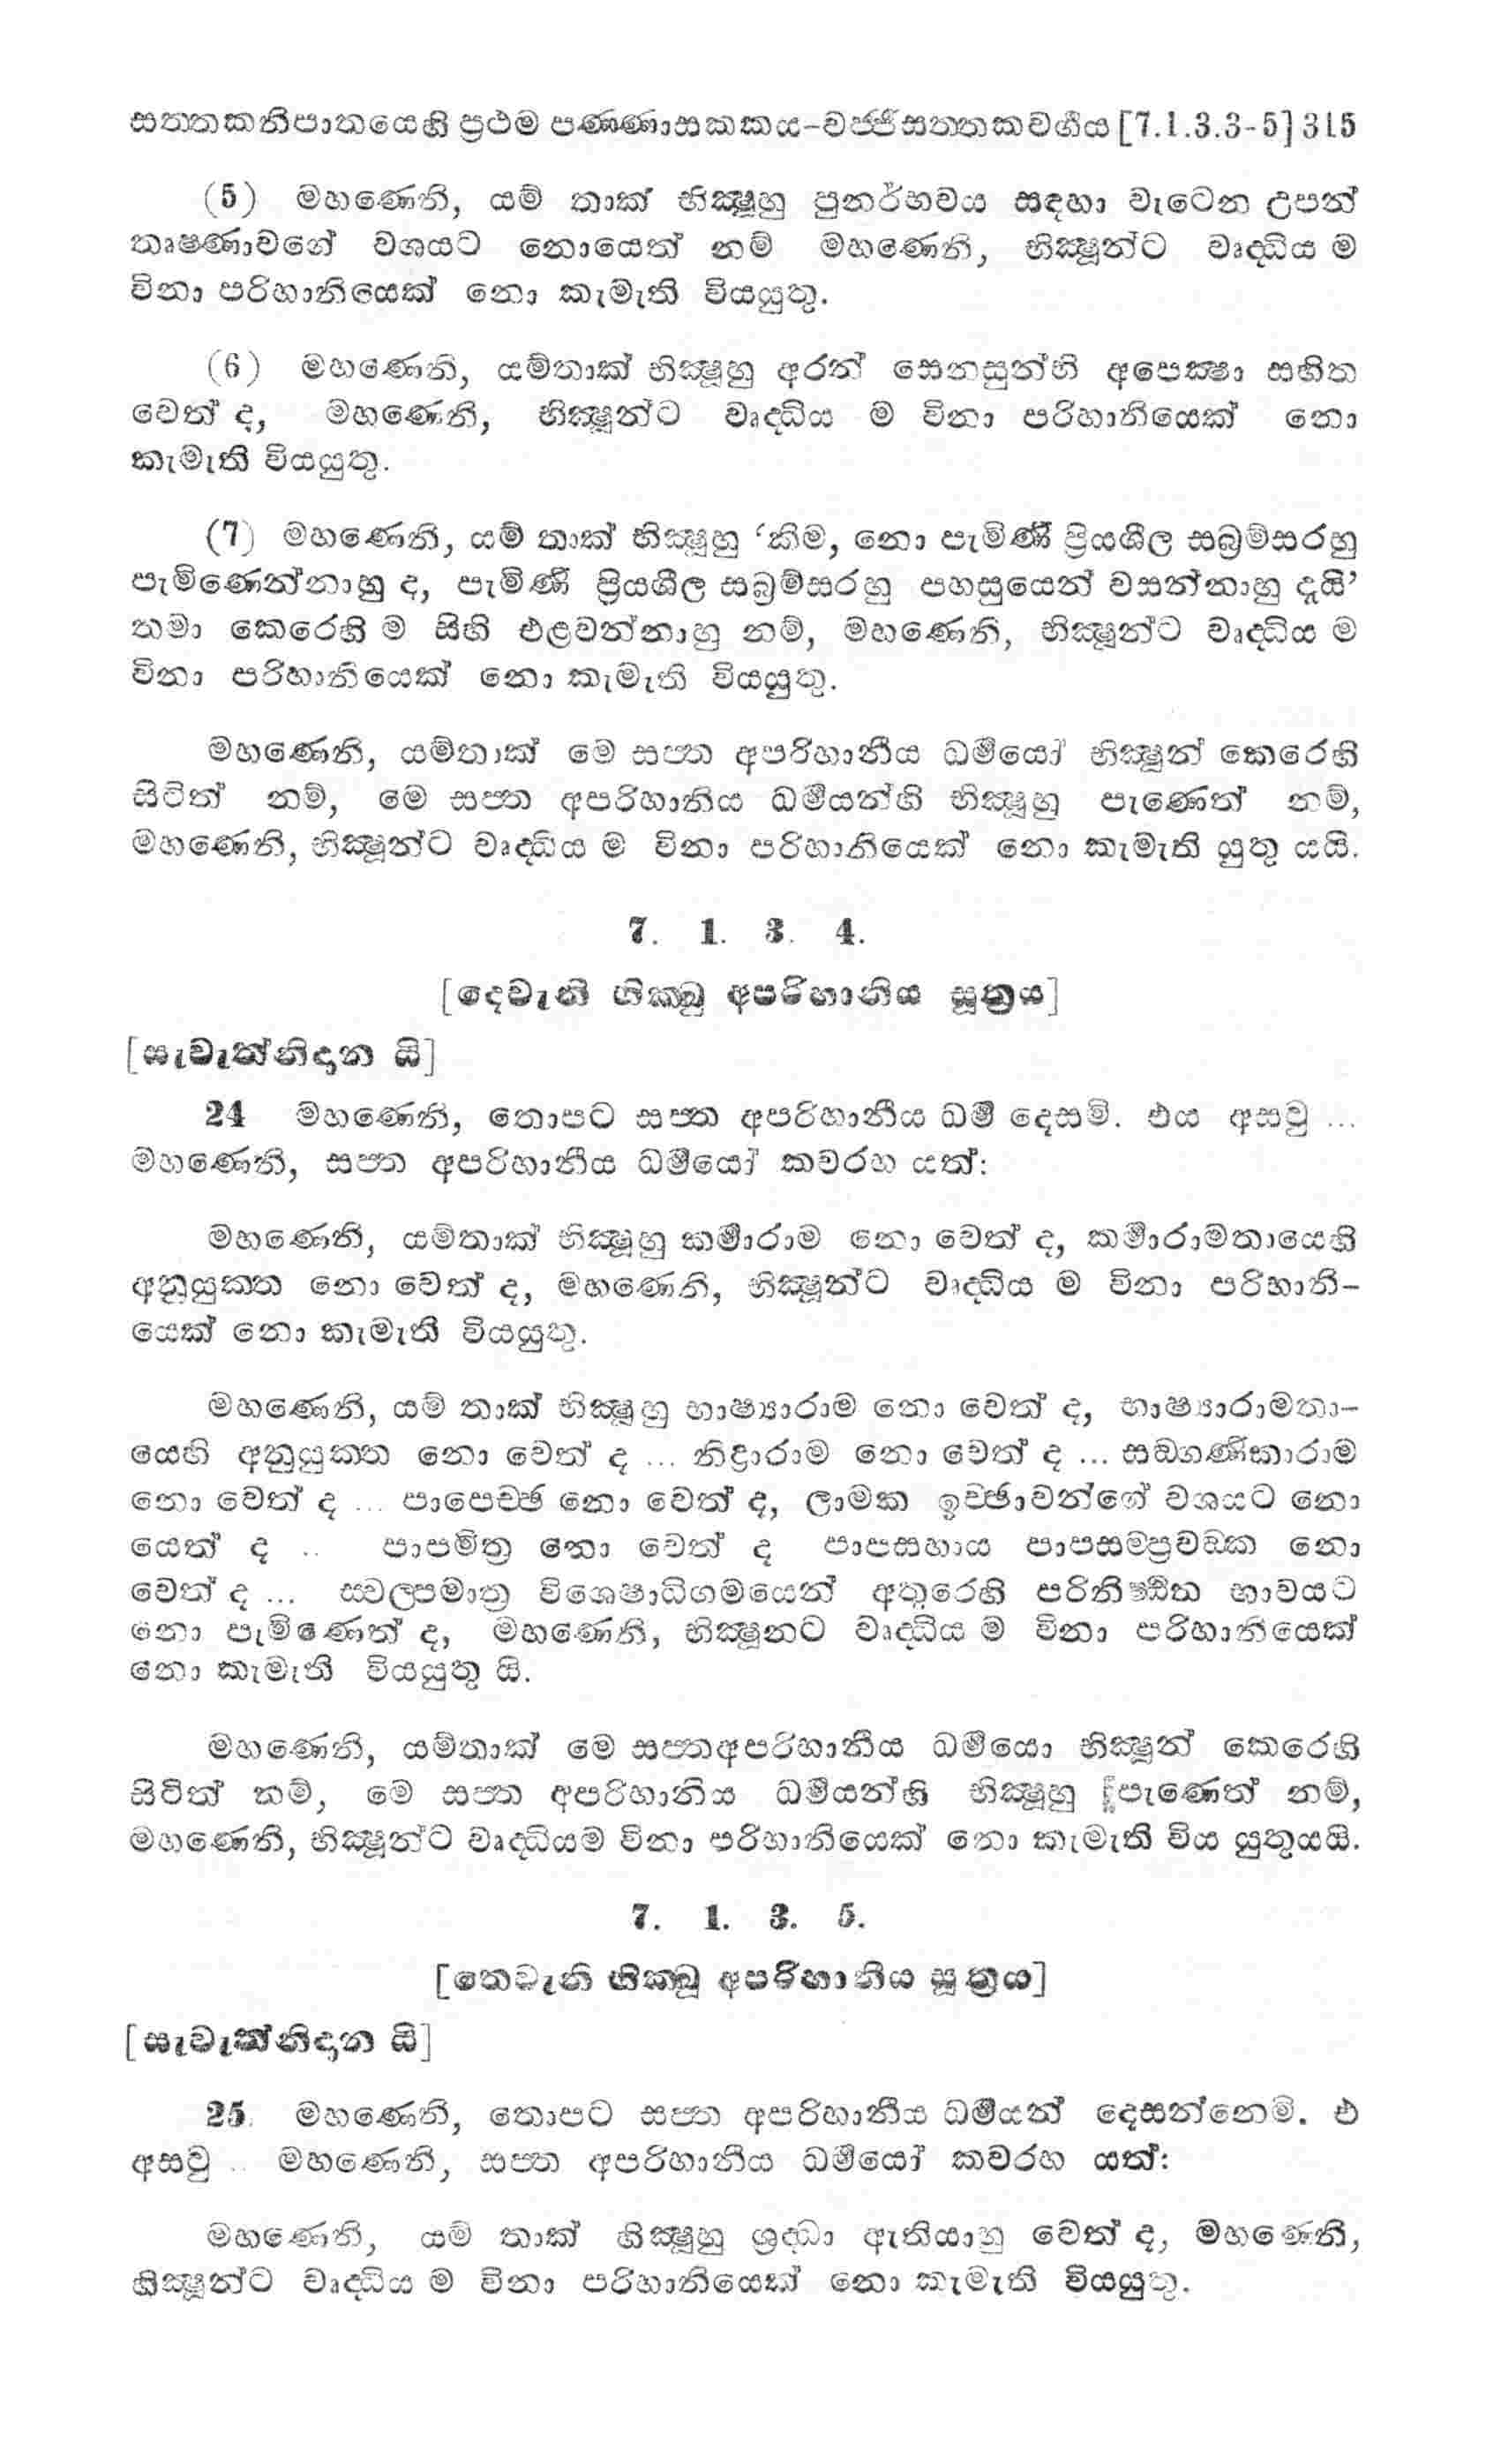 සත්තකනිපාතයෙහි ප්‍රථම පණ්ණාසකකය-වජ්ජිසත්තකවර්ගය [7.1.3.3-5] 315
(5) මහණෙනි, යම් තාක් භික්ෂූහු පුනර්භවය සඳහා වැටෙන උපන්
තෘෂ්ණාවගේ වශයට නොයෙත් නම් මහණෙනි, භික්ෂූන්ට වෘද්ධිය ම
විනා පරිහානියෙක් නො කැමැති වියයුතු.
(6) මහණෙනි, යම්තාක් භික්ෂූහු අරන් සෙනසුන්හි අපෙක්ෂා සහිත
වෙත් ද, මහණෙනි, භික්ෂූන්ට වෘද්ධිය ම විනා පරිහානියෙක් නො
කැමැති වියයුතු.
(7) මහණෙනි, යම් තාක් භික්ෂූහු ‘කිම, නො පැමිණි ප්‍රියශීල සබ්‍රම්සරහු
පැමිණෙන්නාහු ද, පැමිණි ප්‍රියශීල සබ්‍රම්සරහු පහසුයෙන් වසන්නාහු දැයි’
තමා කෙරෙහි ම සිහි එළවන්නාහු නම්, මහණෙනි, භික්ෂූන්ට වෘද්ධිය ම
විනා පරිහානියෙක් නො කැමැති වියයුතු.
මහණෙනි, යම්තාක් මේ සප්ත අපරිහානීය ධර්මයෝ භික්ෂූන් කෙරෙහි
සිටිත් නම්, මේ සප්ත අපරිහානිය ධර්මයන්හි භික්ෂූහු පැණෙත් නම්,
මහණෙනි, භික්ෂූන්ට වෘද්ධිය ම විනා පරිහානියෙක් නො කැමැති යුතු යයි.
7. 1. 3. 4.
[දෙවැනි භික්ඛු අපරිහානිය සූත්‍රය]
[සැවැත්නිදාන යි]
24 මහණෙනි, තොපට සප්ත අපරිහානීය ධර්ම දෙසමි. එය අසවු ...
මහණෙනි, සප්ත අපරිහානීය ධර්මයෝ කවරහ යත්:
මහණෙනි, යම්තාක් භික්ෂූහු කර්මාරාම නො වෙත් ද, කර්මාරාමතායෙහි
අනුයුක්ත නො වෙත් ද, මහණෙනි, භික්ෂූන්ට වෘද්ධිය ම විනා පරිහානි-
යෙක් නො කැමැති වියයුතු.
මහණෙනි, යම් තාක් භික්ෂූහු භාෂ්‍යාරාම නො වෙත් ද, භාෂ්‍යාරාමතා-
යෙහි අනුයුක්ත නො වෙත් ද ... නිද්‍රාරාම නො වෙත් ද ... සඞ්ගණිකාරාම
නො වෙත් ද ... පාපෙච්ඡ නො වෙත් ද, ලාමක ඉච්ඡාවන්ගේ වශයට නො
යෙත් ද .. පාපමිත්‍ර නො වෙත් ද පාපසහාය පාපසම්ප්‍රවඞ්ක නො
වෙත් ද ... ස්වල්පමාත්‍ර විශෙෂාධිගමයෙන් අතුරෙහි පරිනිෂ්ඨිත භාවයට
නො පැමිණෙත් ද, මහණෙනි, භික්ෂූනට වෘද්ධිය ම විනා පරිහානියෙක්
නො කැමැති වියයුතු යි.
මහණෙනි, යම්තාක් මේ සප්තඅපරිහානීය ධර්මයො භික්ෂූන් කෙරෙහි
සිටිත් නම්, මේ සප්ත අපරිහානිය ධර්මයන්හි භික්ෂූහු පැණෙත් නම්,
මහණෙනි, භික්ෂූන්ට වෘද්ධියම විනා පරිහානියෙක් නො කැමැති විය යුතුයයි.
7. 1. 3. 5.
[තෙවැනි භික්ඛු අපරිහානීය සූත්‍රය]
[සැවැත්නිදාන යි]
25. මහණෙනි, තොපට සප්ත අපරිහානීය ධර්මයන් දෙසන්නෙමි. එ
අසවු .. මහණෙනි, සප්ත අපරිහානීය ධර්මයෝ කවරහ යත්:
මහණෙනි, යම් තාක් භික්ෂූහු ශ්‍රද්ධා ඇතියාහු වෙත් ද, මහණෙනි,
භික්ෂූන්ට වෘද්ධිය ම විනා පරිහානියෙක් නො කැමැති වියයුතු.